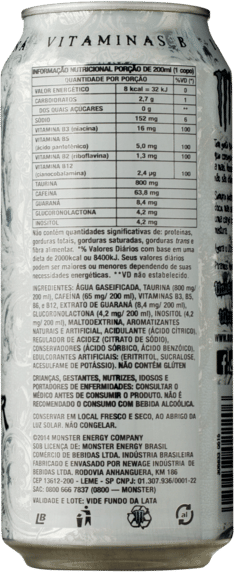 VITAMINAS B
INFORMAÇÃO NUTRICIONAL PORÇÃO DE 200ml (1 copo)
QUANTIDADE POR PORÇÃO %VD (*)
VALOR ENERGÉTICO 8 kcal = 32 kJ 0
CARBOIDRATOS 2,7 g 1
DOS QUAIS AÇÚCARES 0 g **
SÓDIO 152 mg 6
VITAMINA B3 (niacina) 16 mg 100
VITAMINA B5
(ácido pantotênico) 5,0 mg 100
VITAMINA B2 (riboflavina) 1,3 mg 100
VITAMINA B12
(cianocobalamina) 2,4 µg 100
TAURINA 800 mg
CAFEÍNA 63,8 mg
GUARANÁ 8,4 mg
GLUCORONOLACTONA 4,2 mg
INOSITOL 4,2 mg
Não contém quantidades significativas de: proteínas,
gorduras totais, gorduras saturadas, gorduras trans e
fibra alimentar. *% Valores Diários com base em uma
dieta de 2000kcal ou 8400kJ. Seus valores diários
podem ser maiores ou menores dependendo de suas
necessidades energéticas. **VD não estabelecido
INGREDIENTES: ÁGUA GASEIFICADA, TAURINA (800 mg/
200 ml), CAFEÍNA (65 mg/ 200 ml), VITAMINAS B3, B5,
B6, e B12, EXTRATO DE GUARANÁ (8,4 mg/ 200 ml),
GLUCORONOLACTONA (4,2 mg/ 200 ml), INOSITOL (4,2
mg/ 200 ml), MALTODEXTRINA, AROMATIZANTES
NATURAIS E ARTIFICIAL, ACIDULANTE (ÁCIDO CÍTRICO),
REGULADOR DE ACIDEZ (CITRATO DE SÓDIO),
CONSERVADORES (ÁCIDO SÓRBICO, ÁCIDO BENZÓICO),
EDULCORANTES ARTIFICIAIS: (ERITRITOL, SUCRALOSE,
ACESULFAME DE POTÁSSIO). NÃO CONTÉM GLÚTEN
CRIANÇAS, GESTANTES, NUTRIZES, IDOSOS E
PORTADORES DE ENFERMIDADES: CONSULTAR O
MÉDICO ANTES DE CONSUMIR O PRODUTO. NÃO É
RECOMENDADO O CONSUMO COM BEBIDA ALCOÓLICA.
CONSERVAR EM LOCAL FRESCO E SECO, AO ABRIGO DA
LUZ SOLAR. NÃO CONGELAR.
©2014 MONSTER ENERGY COMPANY
SOB LICENÇA DE: MONSTER ENERGY BRASIL
COMÉRCIO DE BEBIDAS LTDA. INDÚSTRIA BRASILEIRA
FABRICADO E ENVASADO POR NEWAGE INDÚSTRIA DE
BEBIDAS LTDA. RODOVIA ANHANGUERA, KM 186
CEP 13612-200 - LEME - SP CNPJ: 01.307.936/0001-22
SAC: 0800 666 7837 (0800 — MONSTER)
VALIDADE E LOTE: VIDE FUNDO DA LATA
al